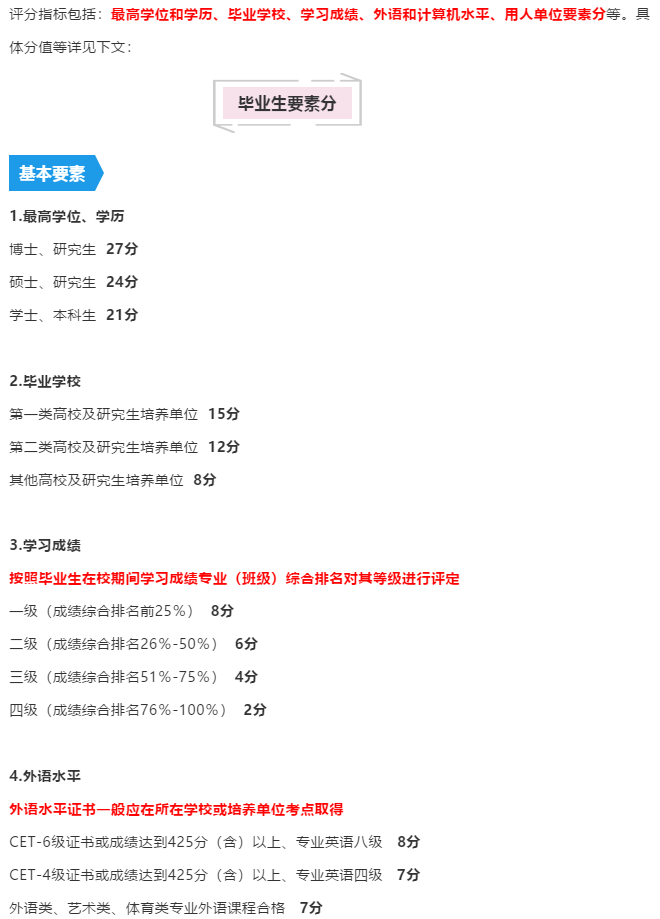 评分指标包括：最高学位和学历、毕业学校、学习成绩、外语和计算机水平、用人单位要素分等。具
体分值等详见下文：
毕业生要素分
基本要素
1.最高学位、学历
博士、研究生 27分
硕士、研究生 24分
学士、本科生 21分
2.毕业学校
第一类高校及研究生培养单位 15分
第二类高校及研究生培养单位 12分
其他高校及研究生培养单位 8分
3.学习成绩
按照毕业生在校期间学习成绩专业（班级）综合排名对其等级进行评定
一级（成绩综合排名前25%） 8分
二级（成绩综合排名26%-50%） 6分
三级（成绩综合排名51%-75%） 4分
四级（成绩综合排名76%-100%） 2分
4.外语水平
外语水平证书一般应在所在学校或培养单位考点取得
CET-6级证书或成绩达到425分（含）以上、专业英语八级 8分
CET-4级证书或成绩达到425分（含）以上、专业英语四级 7分
外语类、艺术类、体育类专业外语课程合格 7分